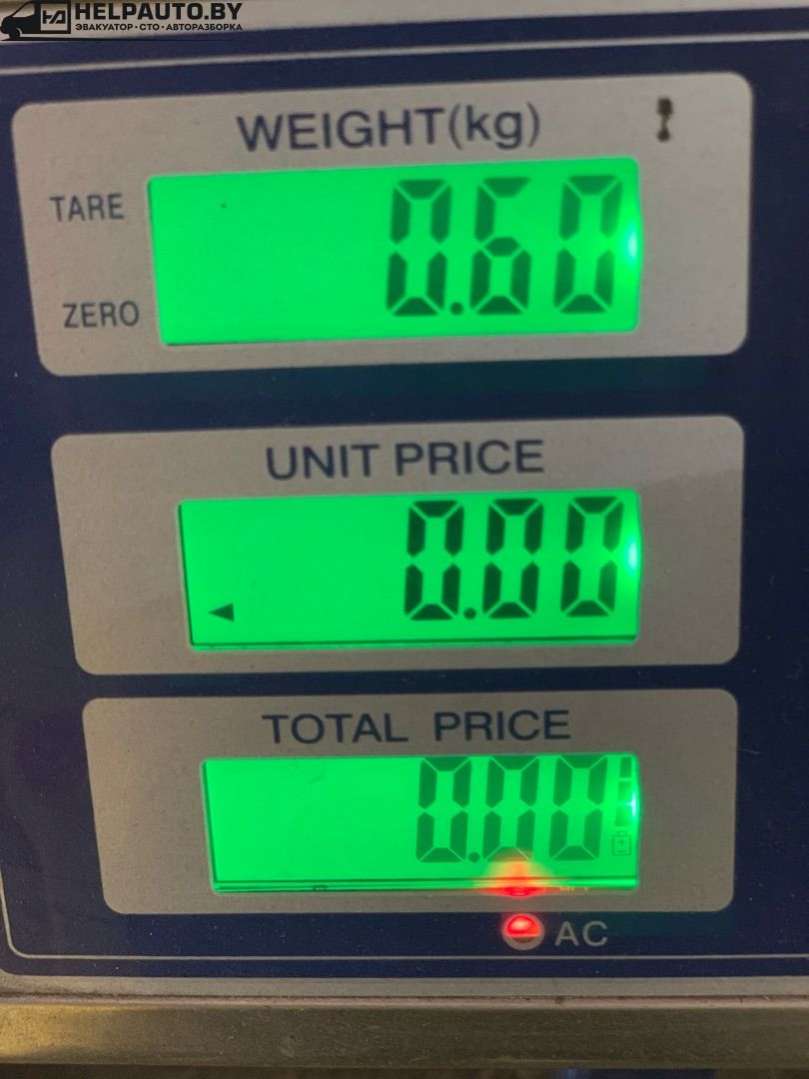 HELPAUTO.BY
ЭВАКУАТОР·СТО·АВТОРАЗБОРКА
WEIGHT(kg)
TARE
0.60
ZERO
UNIT PRICE
0.00
TOTAL PRICE
0.00
AC